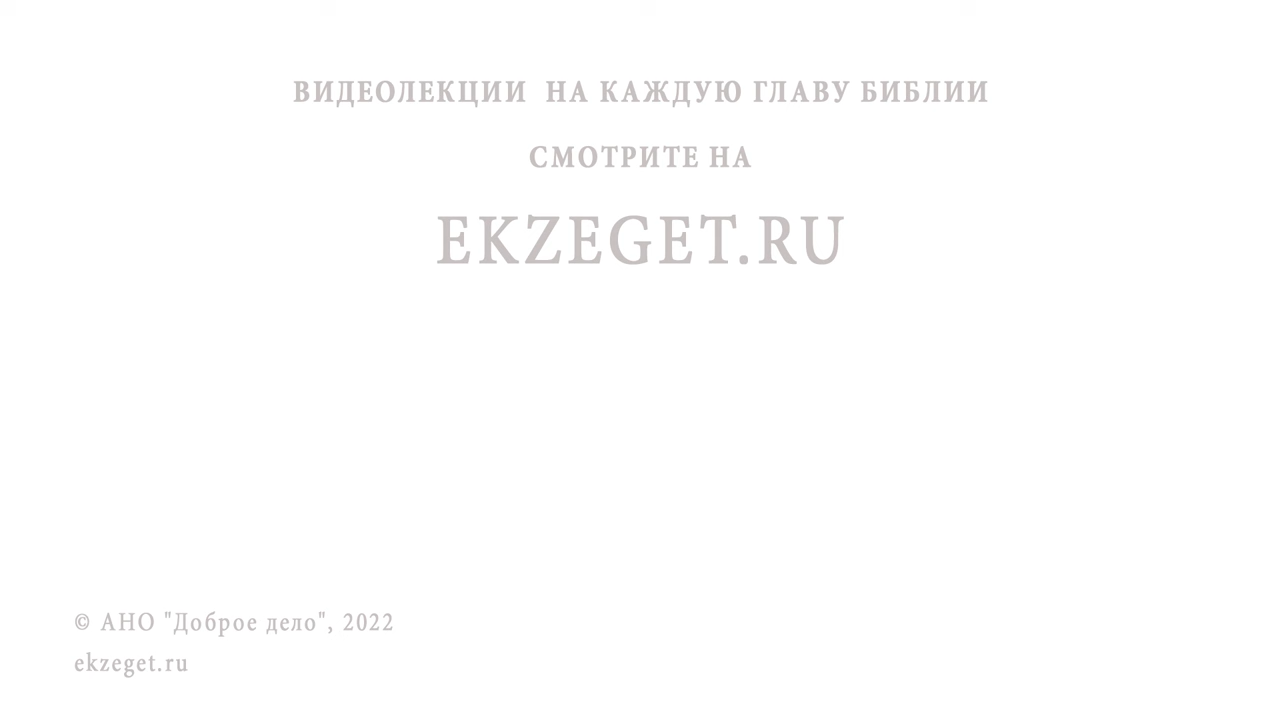 ВИДЕОЛЕКЦИИ НА КАЖДУЮ ГЛАВУ БИБЛИИ
СМОТРИТЕ НА
EKZEGET.RU
© АНО "Доброе дело", 2022
ekzeget.ru